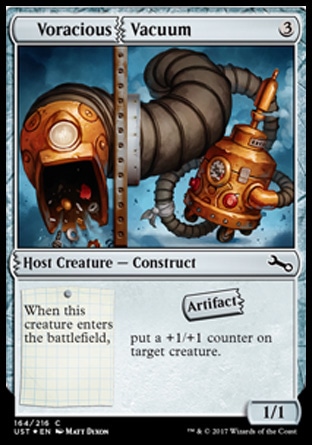 Voracious Vacuum 3
Host Creature — Construct
Artifact
When this
creature enters
the battlefield,
put a +1/+1 counter on
target creature.
164/216 C
UST • EN Matt Dixon
™ & © 2017 Wizards of the Coast
1/1